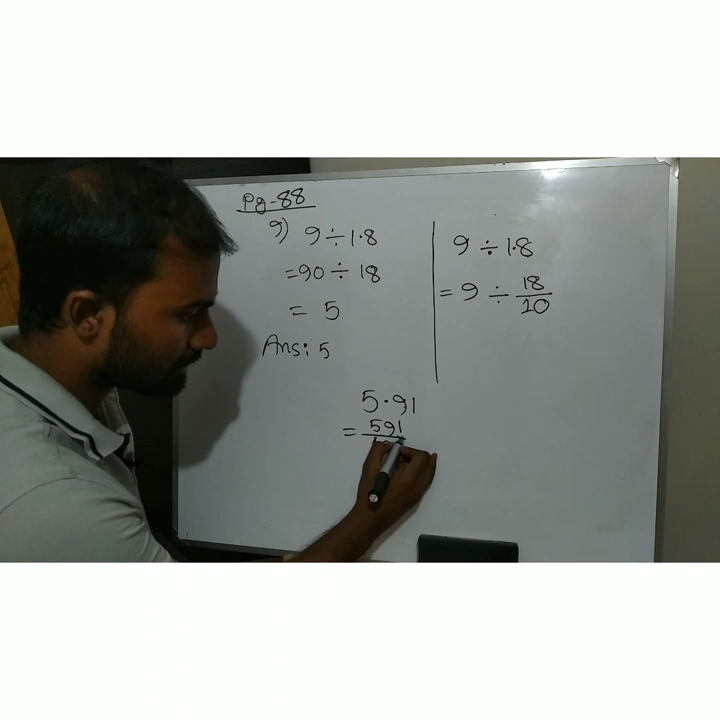 Pg-88
9) 9÷1.8
=90÷18
= 5
Ans: 5
9÷1.8
= 9 ÷ 18/10
5.91
= 591